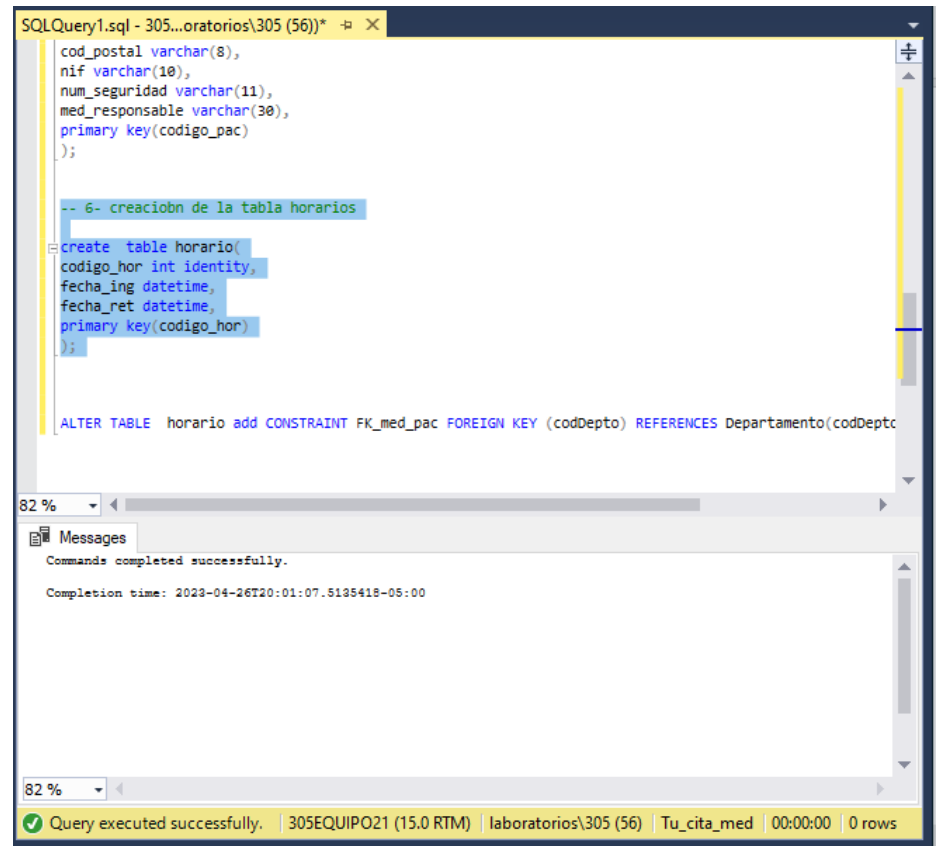 SQLQuery1.sql - 305...oratorios\305 (56))*
cod_postal varchar(8),
nif varchar(10),
num_seguridad varchar(11),
med_responsable varchar(30),
primary key(codigo_pac)
);
-- 6- creaciobn de la tabla horarios
create  table horario(
codigo_hor int identity,
fecha_ing datetime,
fecha_ret datetime,
primary key(codigo_hor)
);
ALTER TABLE  horario add CONSTRAINT FK_med_pac FOREIGN KEY (codDepto) REFERENCES Departamento(codDepto
82 %
Messages
Commands completed successfully.
Completion time: 2023-04-26T20:01:07.5135418-05:00
82 %
Query executed successfully. 305EQUIPO21 (15.0 RTM) laboratorios\305 (56) Tu_cita_med 00:00:00 0 rows